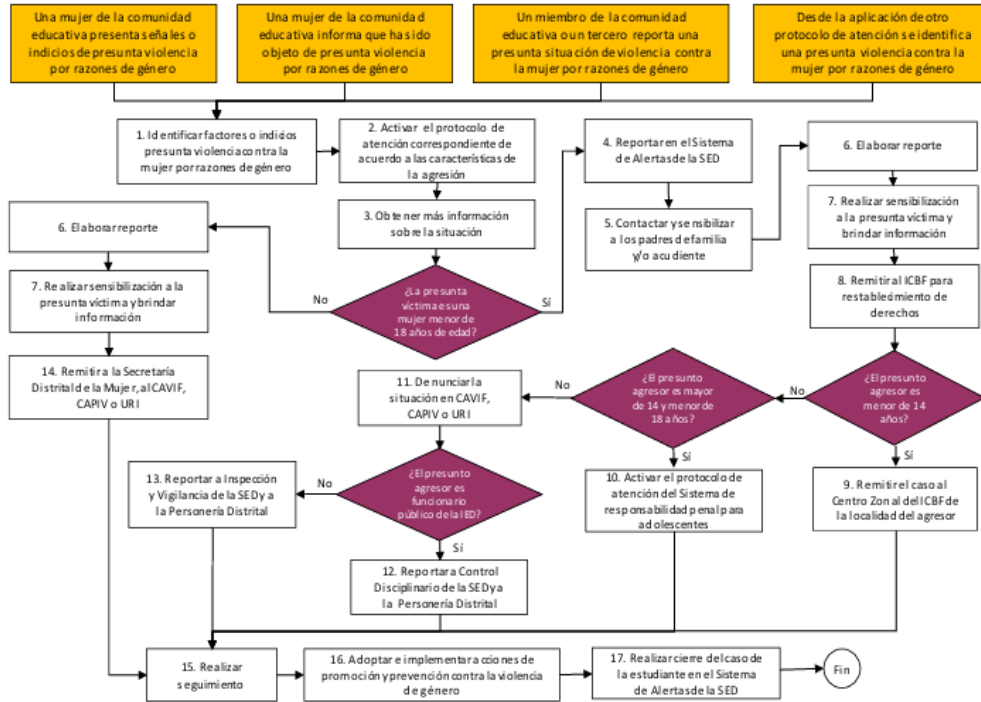 Una mujer de la comunidad
educativa presenta señales o
indicios de presunta violencia
por razones de género
Una mujer de la comunidad
educativa informa que ha sido
objeto de presunta violencia
por razones de género
Un miembro de la comunidad
educativa o un tercero reporta una
presunta situación de violencia contra
la mujer por razones de género
Desde la aplicación de otro
protocolo de atención se identifica
una presunta violencia contra la
mujer por razones de género
1. Identificar factores o indicios
presunta violencia contra la
mujer por razones de género
2. Activar el protocolo de
atención correspondiente de
acuerdo a las características de
la agresión
4. Reportar en el Sistema
de Alertas de la SED
6. Elaborar reporte
3. Obtener más información
sobre la situación
5. Contactar y sensibilizar
a los padres de familia
y/o acudiente
7. Realizar sensibilización
a la presunta víctima y
brindar información
6. Elaborar reporte
7. Realizar sensibilización a la
presunta víctima y brindar
información
No
¿La presunta
víctima es una
mujer menor de
18 años de edad?
Sí
8. Remitir al ICBF para
restablecimiento de
derechos
14. Remitir a la Secretaría
Distrital de la Mujer, al CAVIF,
CAPIV o URI
11. Denunciar la
situación en CAVIF,
CAPIV o URI
No
¿El presunto
agresor es mayor
de 14 y menor de
18 años?
No
¿El presunto
agresor es
menor de 14
años?
Sí
Sí
13. Reportar a Inspección
y Vigilancia de la SED y a
la Personería Distrital
No
¿El presunto
agresor es
funcionario
público de la IED?
Sí
10. Activar el protocolo de
atención del Sistema de
responsabilidad penal para
adolescentes
9. Remitir el caso al
Centro Zonal del ICBF de
la localidad del agresor
12. Reportar a Control
Disciplinario de la SED y a
la Personería Distrital
15. Realizar
seguimiento
16. Adoptar e implementar acciones de
promoción y prevención contra la violencia
de género
17. Realizar cierre del caso de
la estudiante en el Sistema
de Alertas de la SED
Fin